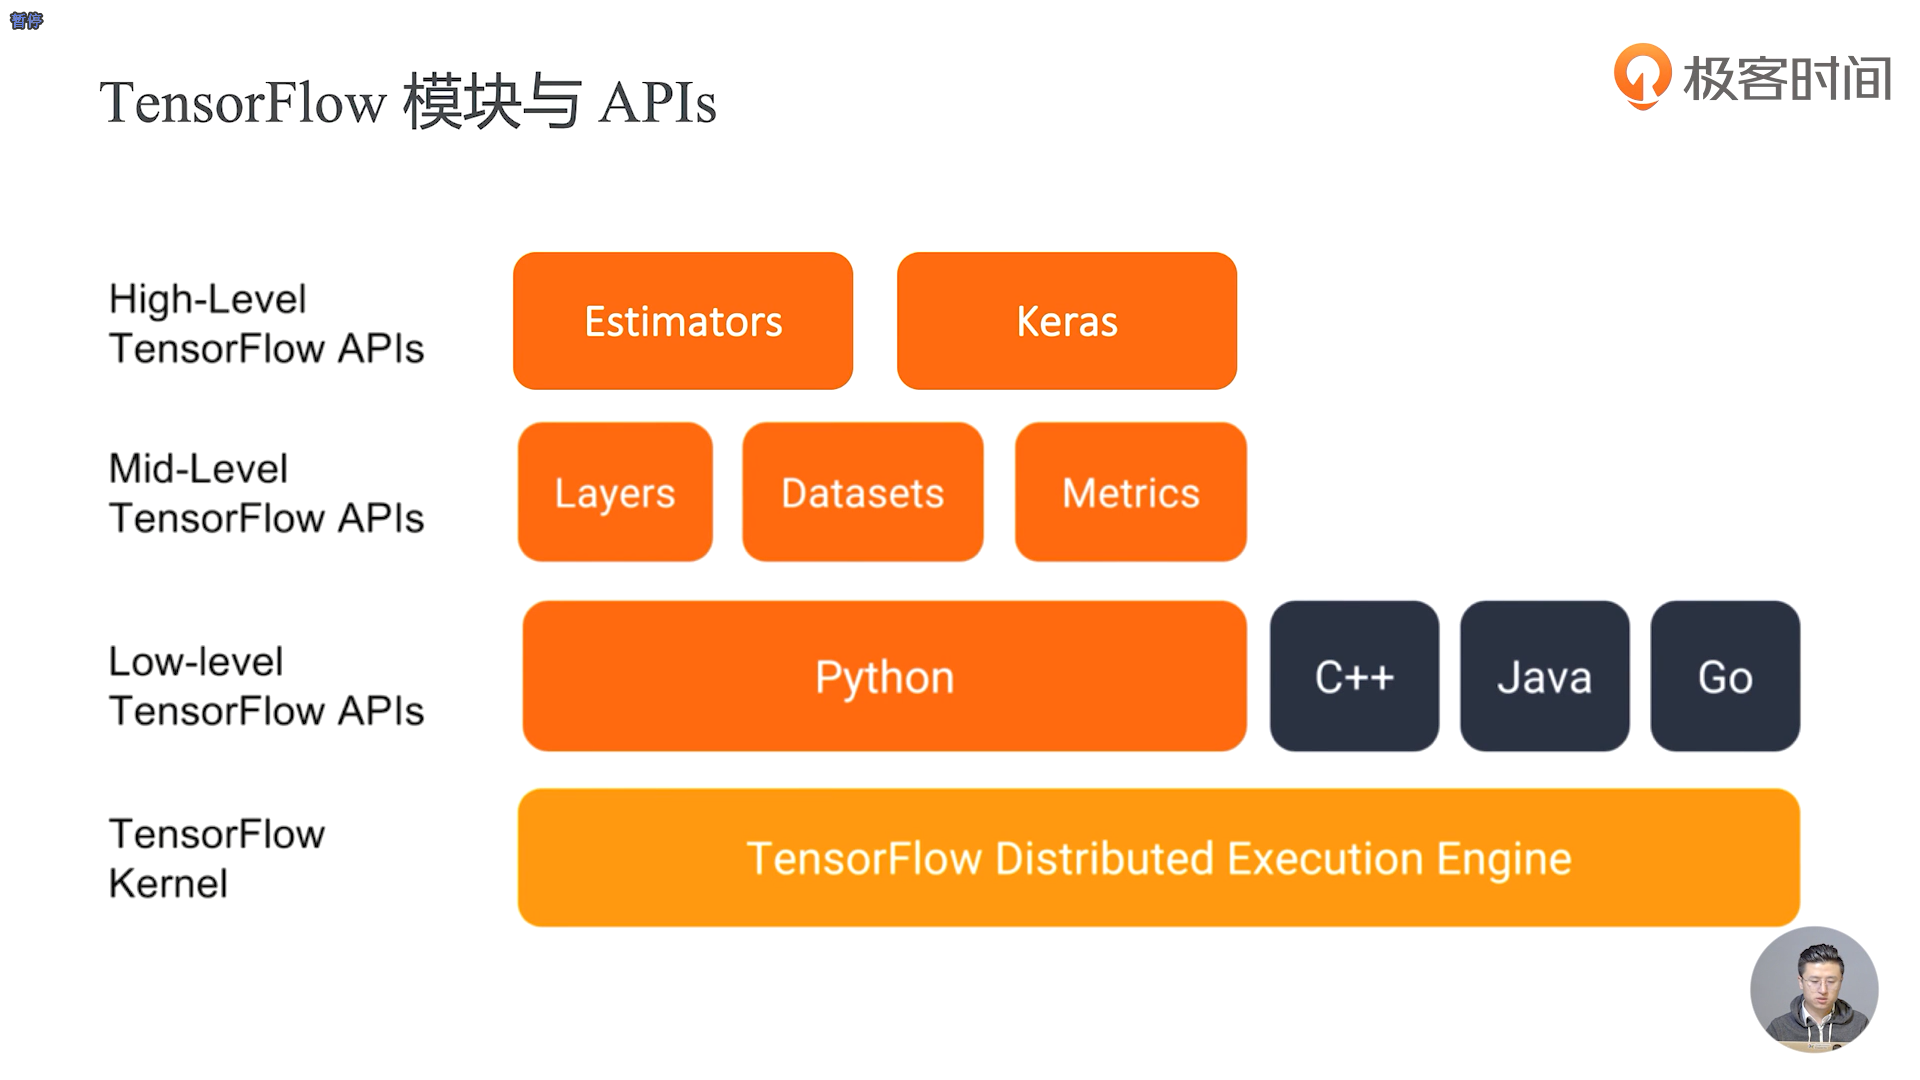 暂停
TensorFlow 模块与 APIs
极客时间
High-Level
TensorFlow APIs
Estimators
Keras
Mid-Level
TensorFlow APIs
Layers
Datasets
Metrics
Low-level
TensorFlow APIs
Python
C++
Java
Go
TensorFlow
Kernel
TensorFlow Distributed Execution Engine